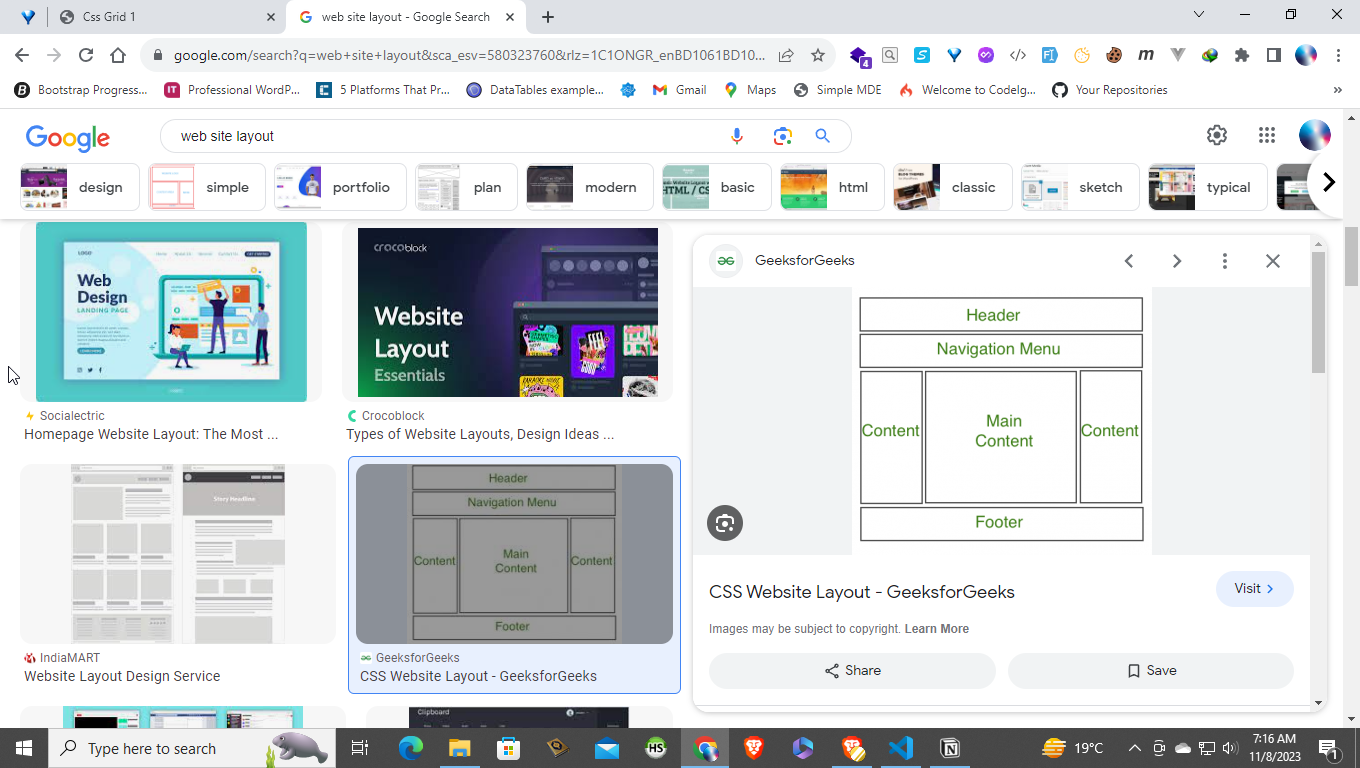 Css Grid 1
web site layout - Google Search
google.com/search?q=web+site+layout&sca_esv=580323760&rlz=1C1ONGR_enBD1061BD10...
4
Bootstrap Progress...
Professional WordP...
5 Platforms That Pr...
DataTables example...
Gmail
Maps
Simple MDE
Welcome to CodeIg...
Your Repositories
»
Google
web site layout
design
simple
portfolio
plan
modern
basic
html
classic
sketch
typical
LOGO
Web
Design
LANDING PAGE
Socialectric
Homepage Website Layout: The Most ...
crocoblock
Website
Layout
Essentials
Crocoblock
Types of Website Layouts, Design Ideas ...
Story Headline
IndiaMART
Website Layout Design Service
Header
Navigation Menu
Content
Main
Content
Content
Footer
GeeksforGeeks
CSS Website Layout - GeeksforGeeks
Clipboard
GeeksforGeeks
Header
Navigation Menu
Content
Main
Content
Content
Footer
CSS Website Layout - GeeksforGeeks
Visit
Images may be subject to copyright. Learn More
Share
Save
Type here to search
HS
19°C
7:16 AM
11/8/2023
1